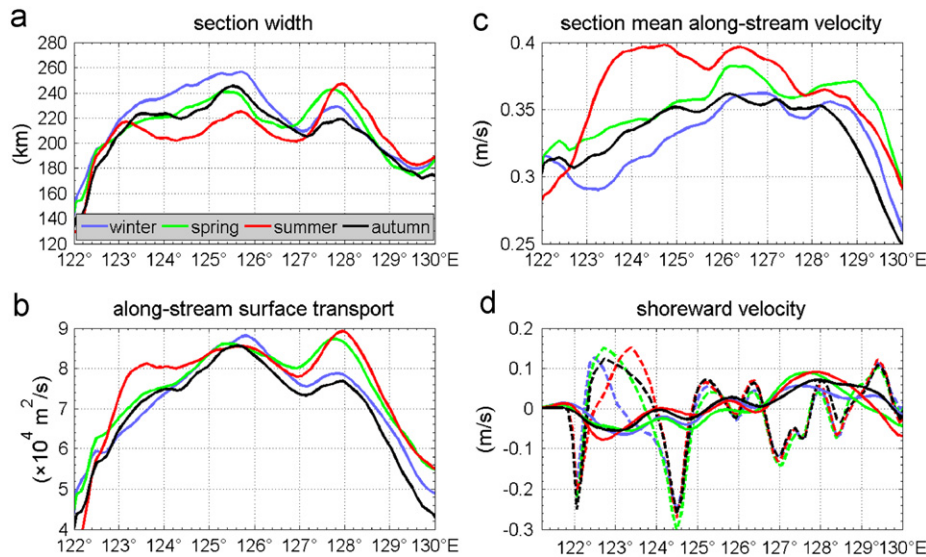 a
section width
280
260
240
220
200
180
160
140
120
(km)
winter
spring
summer
autumn
122° 123° 124° 125° 126° 127° 128° 129° 130°E
c
section mean along-stream velocity
0.4
0.35
0.3
0.25
(m/s)
122° 123° 124° 125° 126° 127° 128° 129° 130°E
b
along-stream surface transport
9
8
7
6
5
4
(×10⁴ m²/s)
122° 123° 124° 125° 126° 127° 128° 129° 130°E
d
shoreward velocity
0.2
0.1
0
-0.1
-0.2
-0.3
(m/s)
122° 123° 124° 125° 126° 127° 128° 129° 130°E